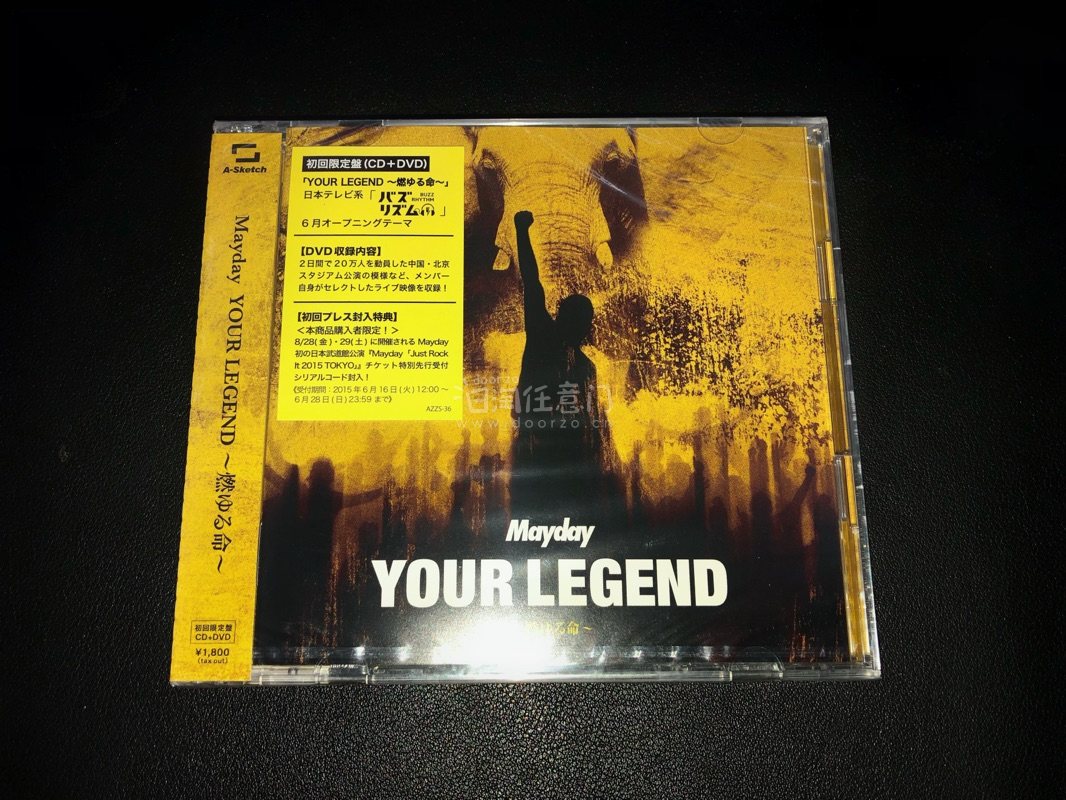 A-Sketch
Mayday YOUR LEGEND 〜燃ゆる命〜
初回限定盤
CD+DVD
¥1,800
(tax out)
初回限定盤(CD+DVD)
「YOUR LEGEND 〜燃ゆる命〜」
日本テレビ系「バズリズム BUZZ RHYTHM」
6月オープニングテーマ
【DVD収録内容】
2日間で20万人を動員した中国・北京
スタジアム公演の模様など、メンバー
自身がセレクトしたライブ映像を収録!
【初回プレス封入特典】
<本商品購入者限定!>
8/28(金)・29(土)に開催される Mayday
初の日本武道館公演『Mayday「Just Rock
It 2015 TOKYO」』チケット特別先行受付
シリアルコード封入!
《受付期間:2015年6月16日(火)12:00〜
6月28日(日)23:59まで》
AZZS-36
doorzo
日淘任意门
www.doorzo.cn
Mayday
YOUR LEGEND
ゆる命〜